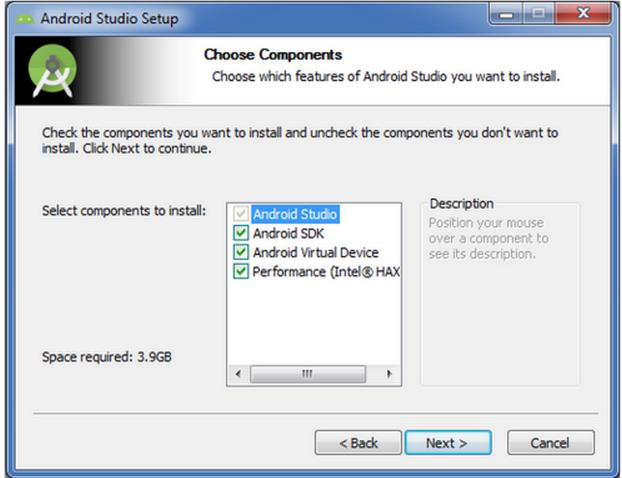 Android Studio Setup
Choose Components
Choose which features of Android Studio you want to install.
Check the components you want to install and uncheck the components you don't want to
install. Click Next to continue.
Select components to install:
Android Studio
Android SDK
Android Virtual Device
Performance (Intel® HAX
Description
Position your mouse
over a component to
see its description.
Space required: 3.9GB
< Back
Next >
Cancel